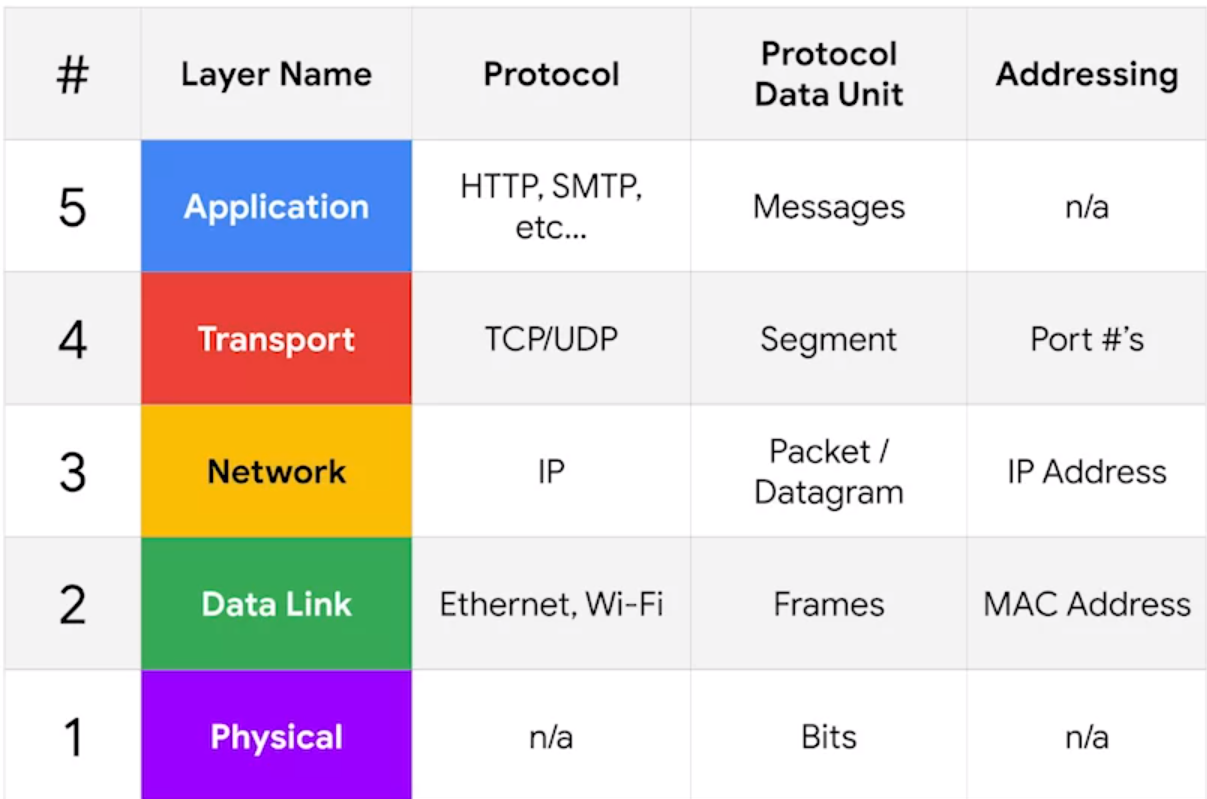 # Layer Name Protocol Protocol Data Unit Addressing
5 Application HTTP, SMTP, etc... Messages n/a
4 Transport TCP/UDP Segment Port #’s
3 Network IP Packet / Datagram IP Address
2 Data Link Ethernet, Wi-Fi Frames MAC Address
1 Physical n/a Bits n/a